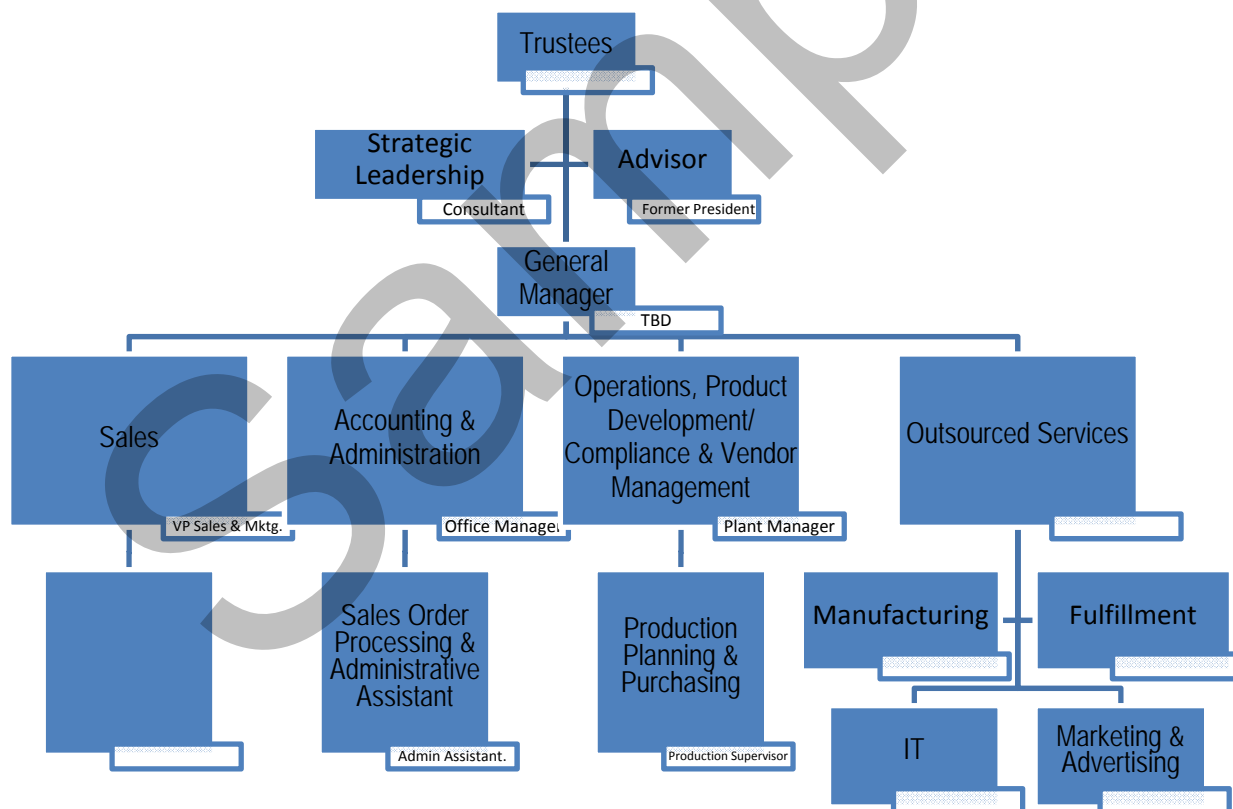 Trustees
Strategic
Leadership
Consultant
Advisor
Former President
General
Manager
TBD
Sales
VP Sales & Mktg.
Accounting &
Administration
Office Manager
Operations, Product
Development/
Compliance & Vendor
Management
Plant Manager
Outsourced Services
Sales Order
Processing &
Administrative
Assistant
Admin Assistant.
Production
Planning &
Purchasing
Production Supervisor
Manufacturing
Fulfillment
IT
Marketing &
Advertising
Samp